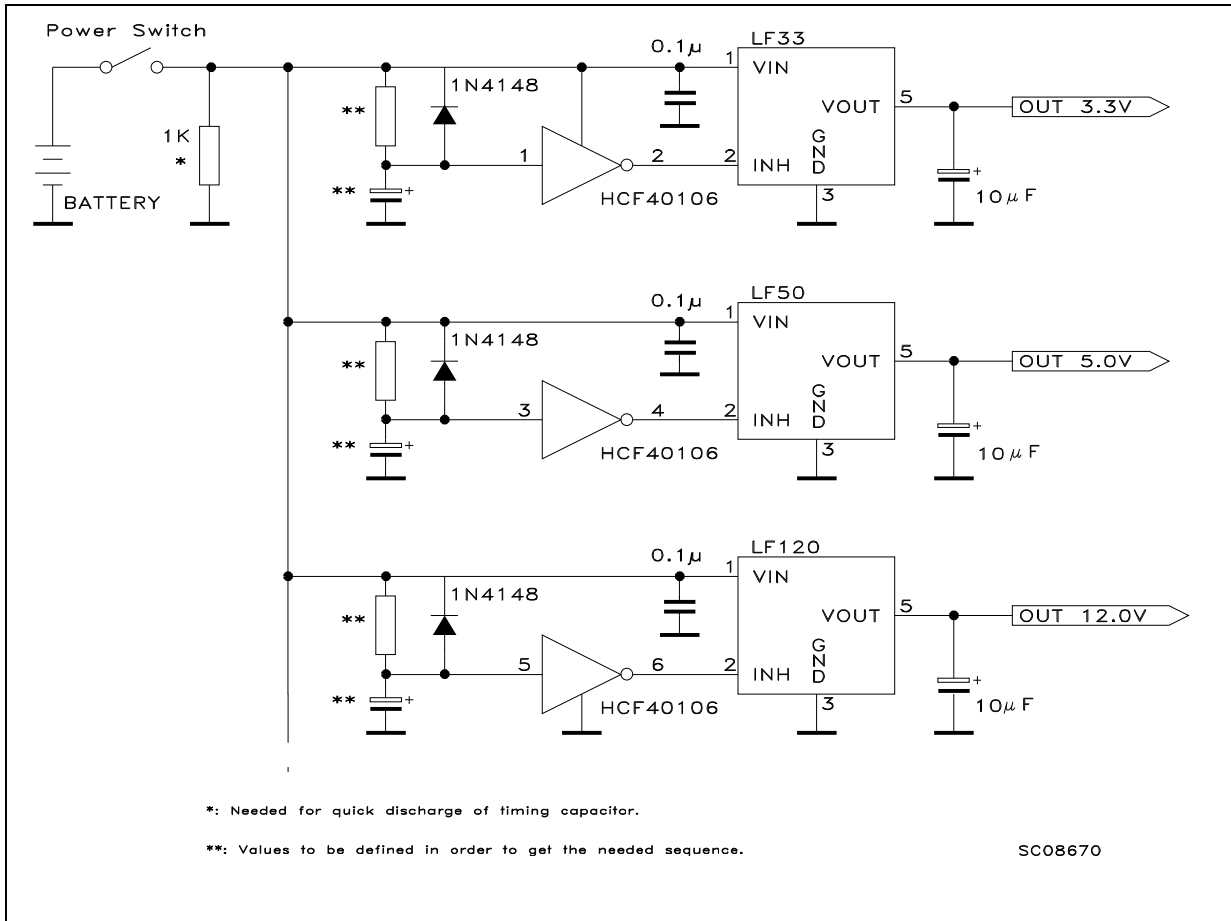 Power Switch
1K
*
BATTERY
**
**
1N4148
0.1μ
1
2
HCF40106
LF33
1
VIN
VOUT
5
2
INH
GND
3
OUT 3.3V
+
+
10μF
**
**
1N4148
0.1μ
3
4
HCF40106
LF50
1
VIN
VOUT
5
2
INH
GND
3
OUT 5.0V
+
+
10μF
**
**
1N4148
0.1μ
5
6
HCF40106
LF120
1
VIN
VOUT
5
2
INH
GND
3
OUT 12.0V
+
+
10μF
*: Needed for quick discharge of timing capacitor.
**: Values to be defined in order to get the needed sequence.
SC08670